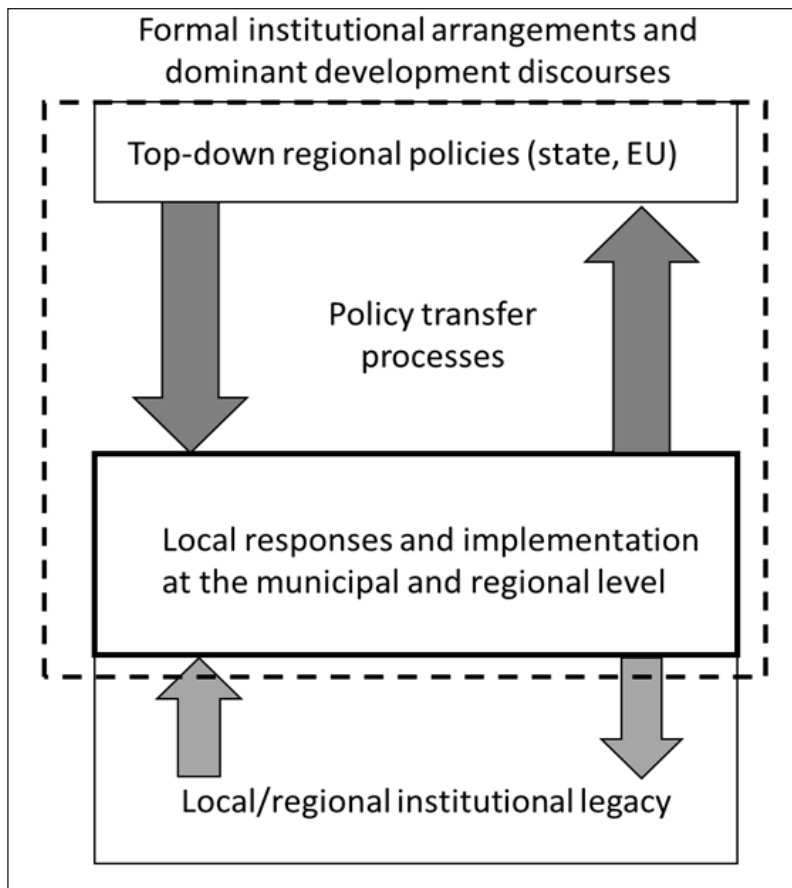 Formal institutional arrangements and
dominant development discourses
Top-down regional policies (state, EU)
Policy transfer
processes
Local responses and implementation
at the municipal and regional level
Local/regional institutional legacy